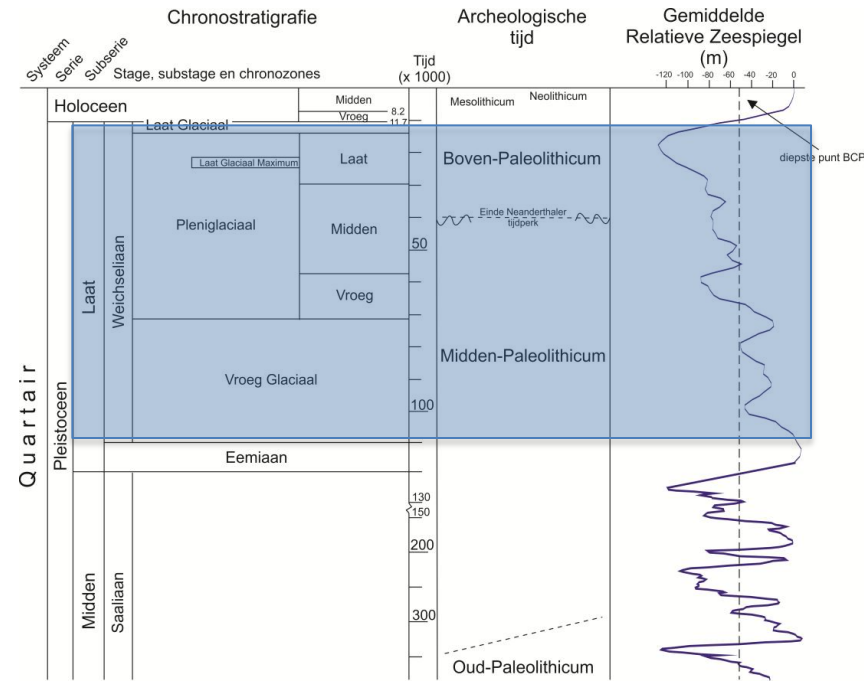 Chronostratigrafie
Archeologische
tijd
Gemiddelde
Relatieve Zeespiegel
(m)
Systeem
Serie
Subserie
Stage, substage en chronozones
Tijd
(x 1000)
-120 -100 -80 -60 -40 -20 0
Holoceen
Midden
8.2
Vroeg
11.7
Mesolithicum
Neolithicum
diepste punt BCP
Laat Glaciaal
Laat Glaciaal Maximum
Laat
Boven-Paleolithicum
Pleniglaciaal
Midden
Einde Neanderthaler
tijdperk
50
Vroeg
Laat
Weichseliaan
Midden-Paleolithicum
Vroeg Glaciaal
100
Quartair
Pleistoceen
Eemiaan
130
150
200
Midden
Saaliaan
300
Oud-Paleolithicum